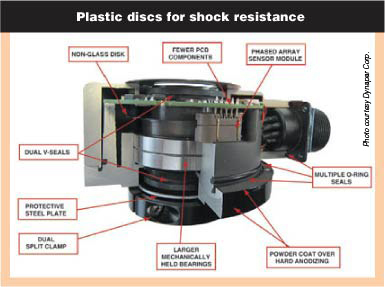 Plastic discs for shock resistance
NON-GLASS DISK
FEWER PCD
COMPONENTS
PHASED ARRAY
SENSOR MODULE
Photo courtesy Dynapar Corp.
DUAL V-SEALS
MULTIPLE O-RING
SEALS
PROTECTIVE
STEEL PLATE
DUAL
SPLIT CLAMP
LARGER
MECHANICALLY
HELD BEARINGS
POWDER COAT OVER
HARD ANODIZING